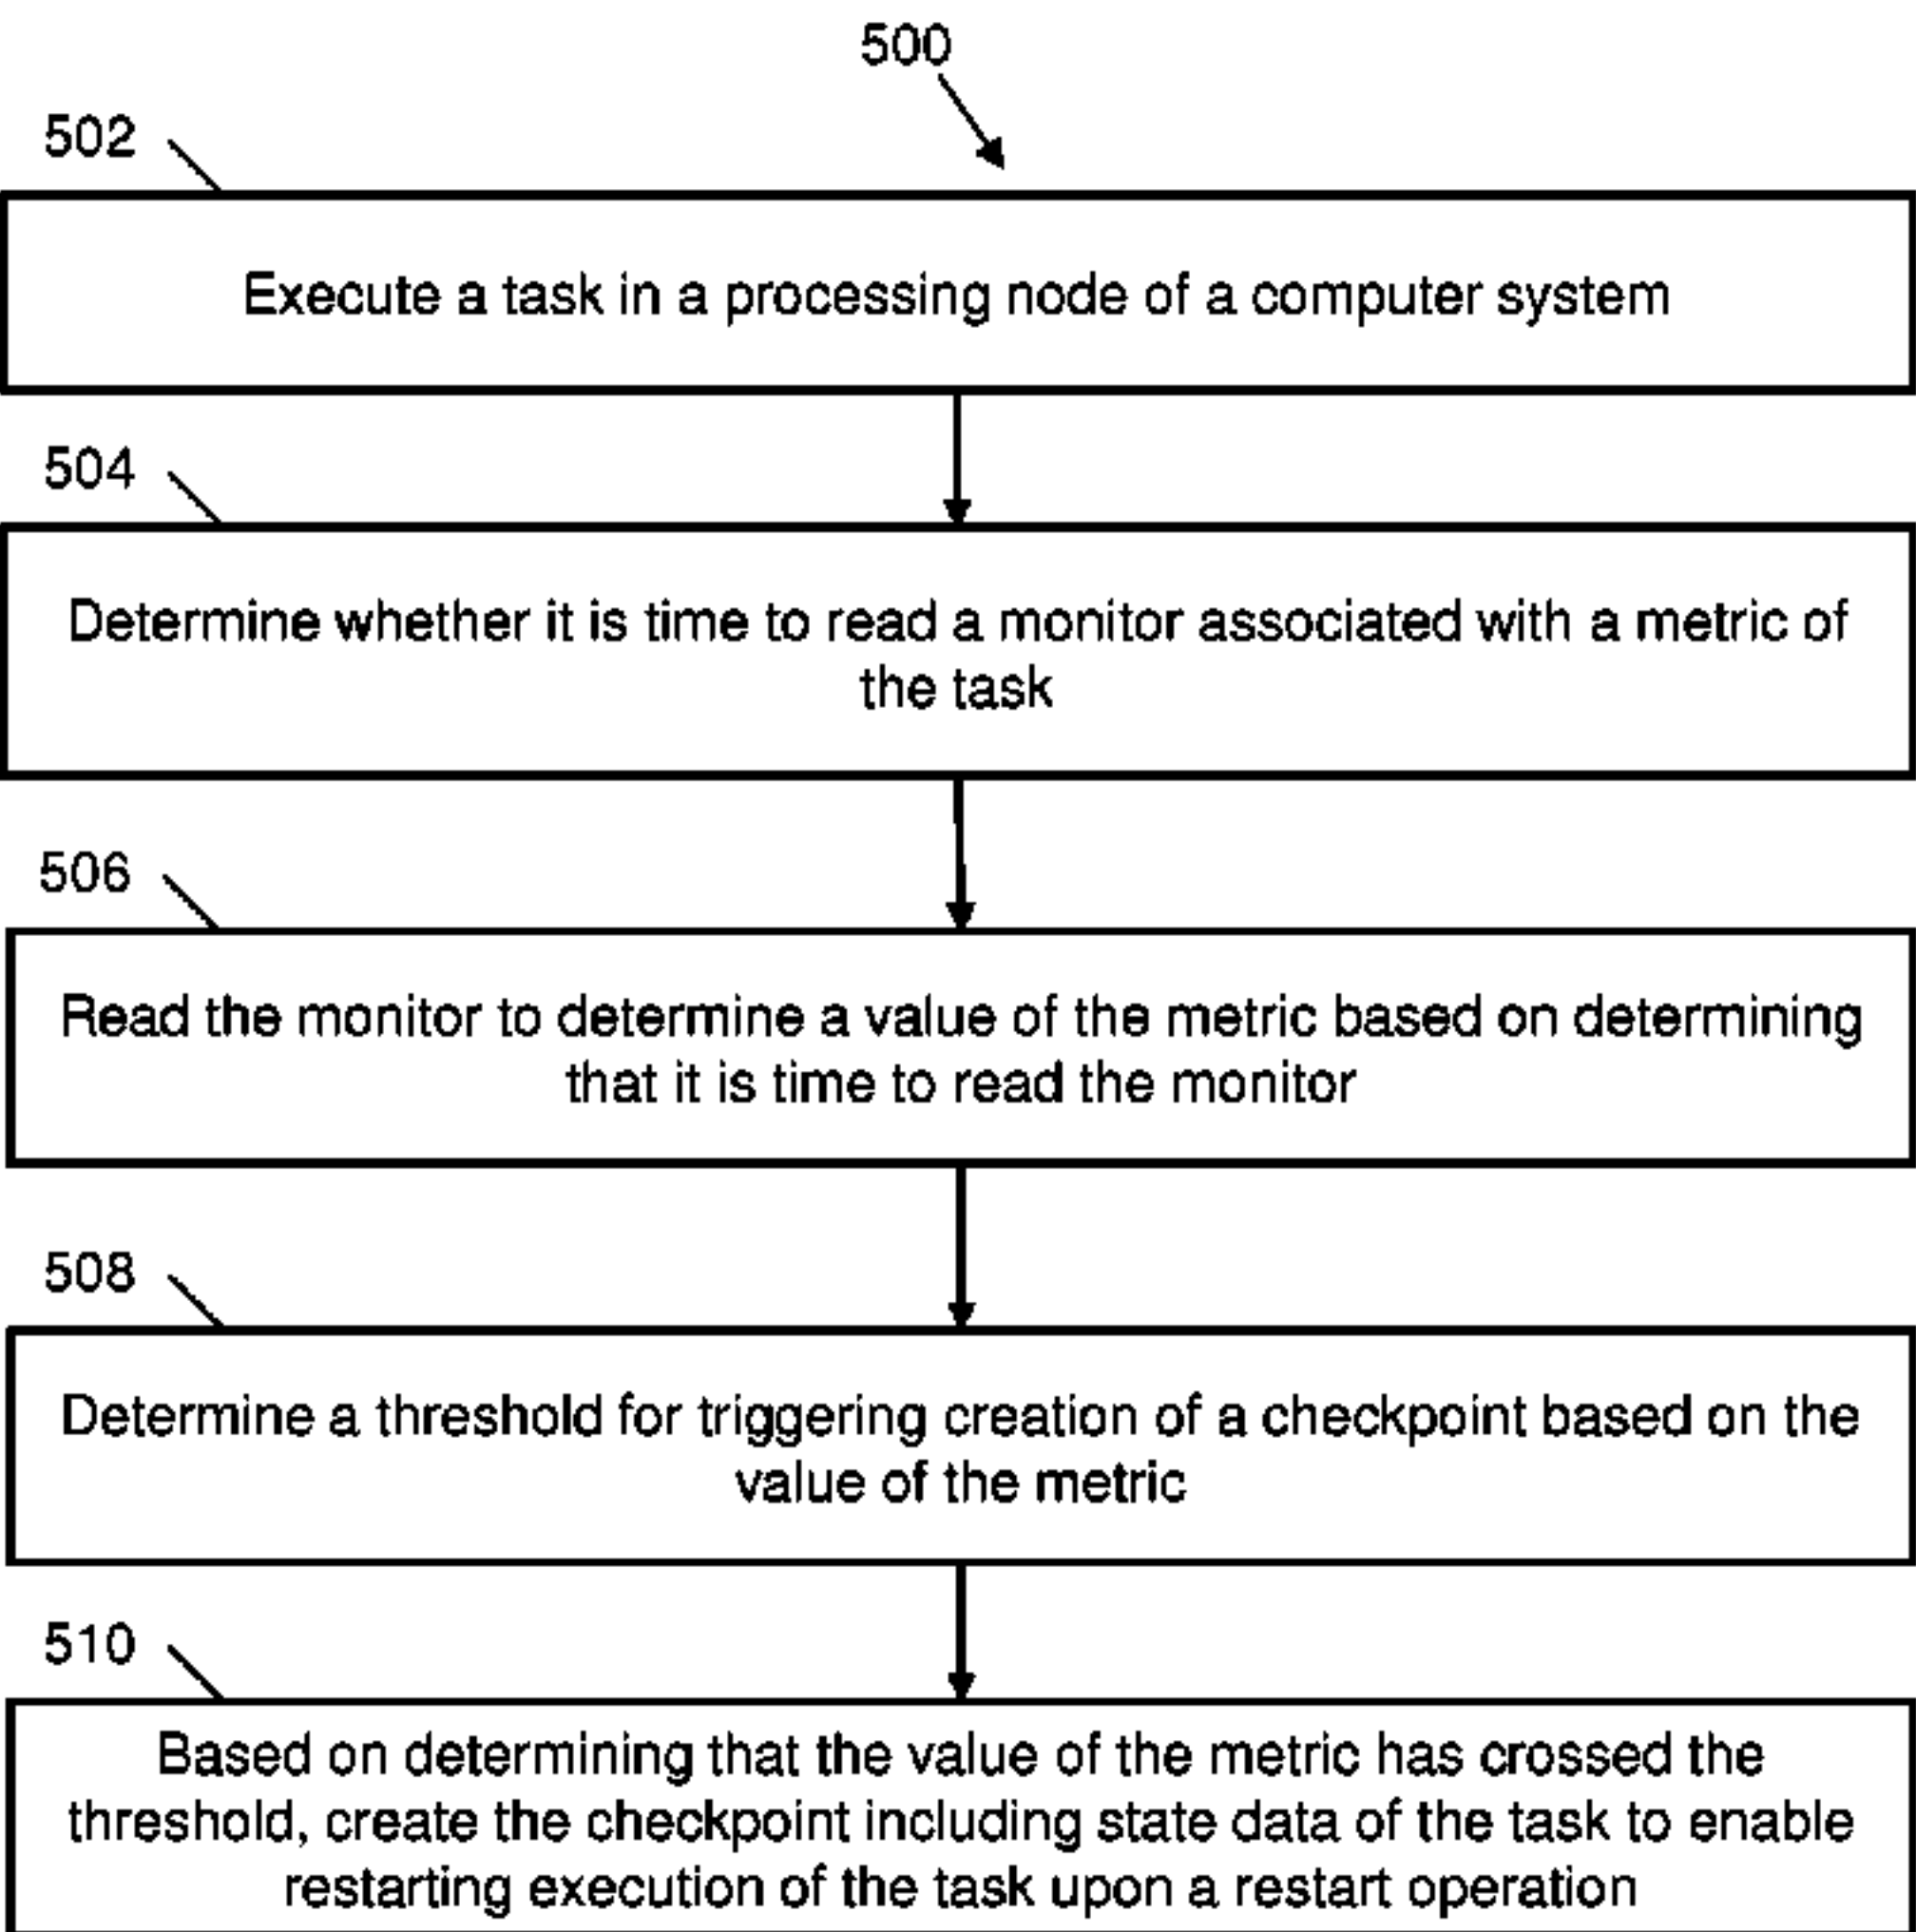 500
502
Execute a task in a processing node of a computer system
504
Determine whether it is time to read a monitor associated with a metric of
the task
506
Read the monitor to determine a value of the metric based on determining
that it is time to read the monitor
508
Determine a threshold for triggering creation of a checkpoint based on the
value of the metric
510
Based on determining that the value of the metric has crossed the
threshold, create the checkpoint including state data of the task to enable
restarting execution of the task upon a restart operation